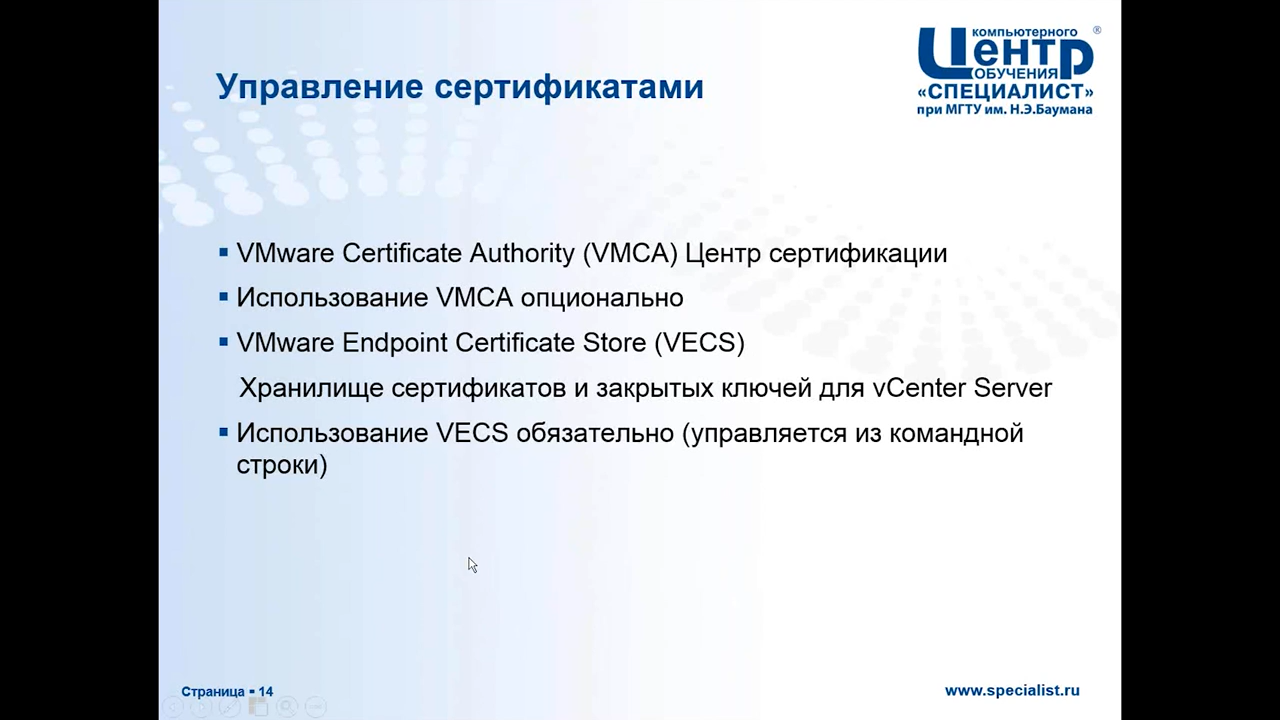 компьютерного
Центр®
ОБУЧЕНИЯ
«СПЕЦИАЛИСТ»
при МГТУ им. Н.Э.Баумана
Управление сертификатами
VMware Certificate Authority (VMCA) Центр сертификации
Использование VMCA опционально
VMware Endpoint Certificate Store (VECS)
Хранилище сертификатов и закрытых ключей для vCenter Server
Использование VECS обязательно (управляется из командной
строки)
Страница ▪ 14
www.specialist.ru